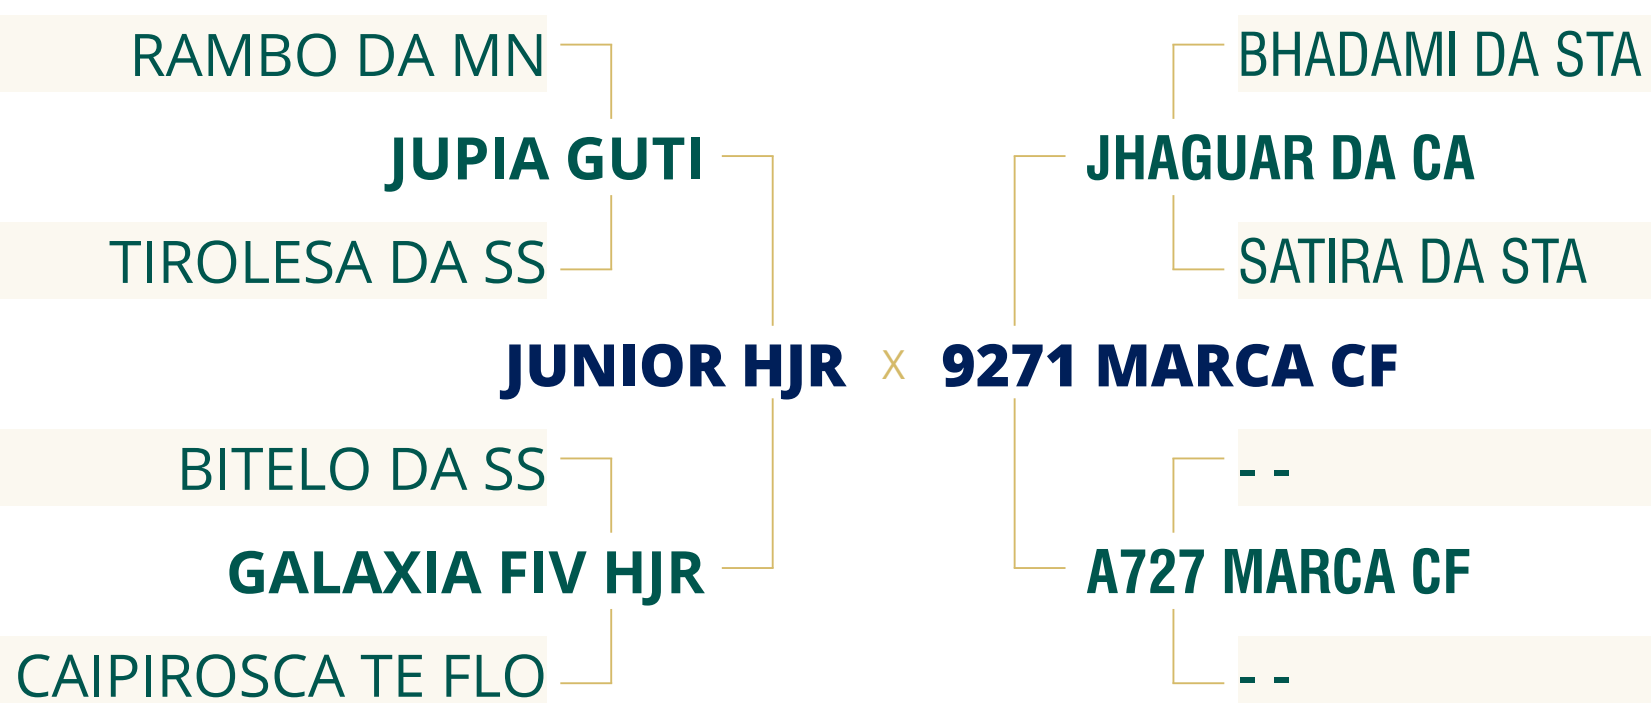 RAMBO DA MN
BHADAMI DA STA
JUPIA GUTI
JHAGUAR DA CA
TIROLESA DA SS
SATIRA DA STA
JUNIOR HJR X 9271 MARCA CF
BITELO DA SS
- -
GALAXIA FIV HJR
A727 MARCA CF
CAIPIROSCA TE FLO
- -